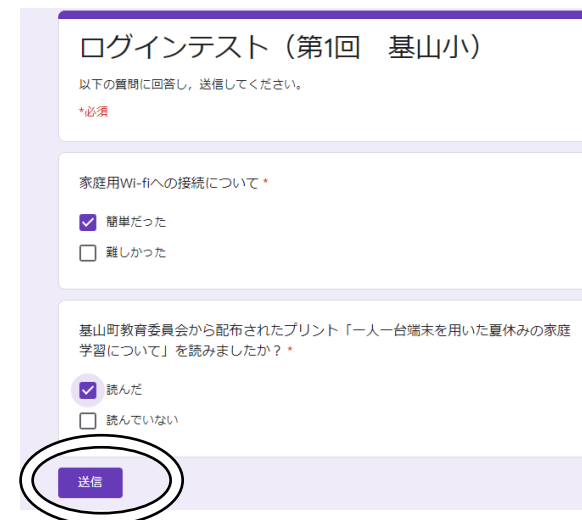 ログインテスト（第1回　基山小）
以下の質問に回答し，送信してください。
*必須
家庭用Wi-fiへの接続について *
簡単だった
難しかった
基山町教育委員会から配布されたプリント「一人一台端末を用いた夏休みの家庭
学習について」を読みましたか？ *
読んだ
読んでいない
送信